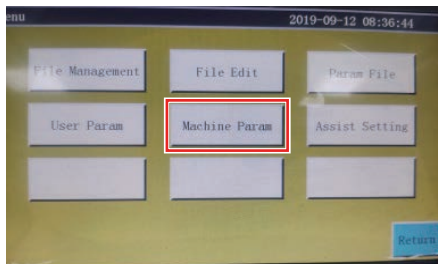 enu
2019-09-12 08:36:44
File Management
File Edit
Param File
User Param
Machine Param
Assist Setting
Return